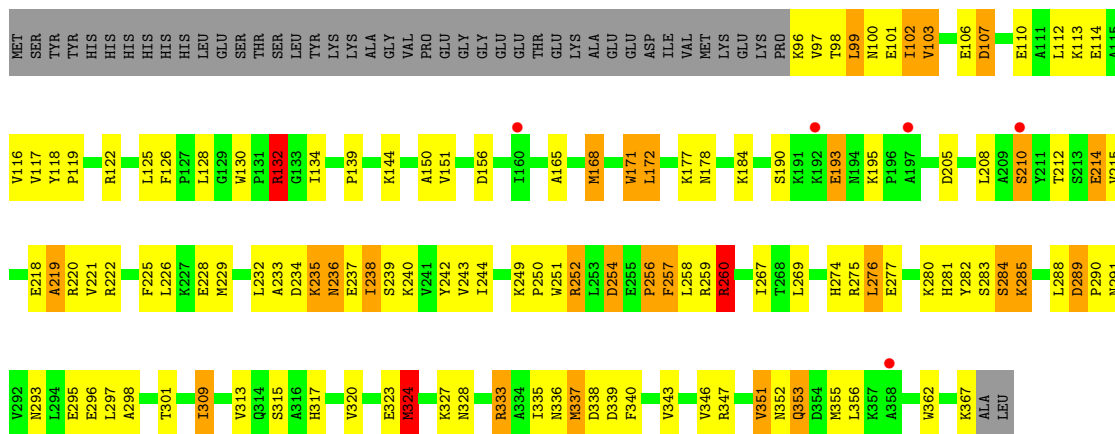 MET SER TYR TYR HIS HIS HIS HIS HIS HIS LEU GLU SER THR SER LEU TYR LYS LYS ALA GLY VAL PRO GLU GLU GLY GLY GLU GLU THR GLU LYS ALA GLU GLU ASP ILE VAL MET LYS GLU LYS PRO K96 V97 T98 L99 N100 E101 I102 V103 E106 D107 E110 A111 L112 K113 E114 A115
V116 V117 Y118 P119 R122 L125 F126 P127 L128 G129 W130 P131 R132 G133 I134 P139 K144 A150 V151 D156 I160 A165 M168 W171 L172 K177 N178 K184 S190 K191 K192 E193 N194 K195 P196 A197 D205 L208 A209 S210 Y211 T212 S213 E214 V215
E218 A219 R220 V221 R222 F225 L226 K227 E228 M229 L232 A233 D234 K235 N236 E237 I238 S239 K240 V241 Y242 V243 I244 K249 P250 W251 R252 L253 D254 E255 P256 F257 L258 R259 R260 I267 T268 L269 H274 R275 L276 E277 K280 H281 Y282 S283 S284 K285 L288 D289 P290 N291
V292 N293 L294 E295 E296 L297 A298 T301 I309 V313 Q314 S315 A316 H317 V320 E323 M324 K327 N328 R333 A334 I335 N336 M337 D338 D339 F340 V343 V346 R347 V351 N352 Q353 D354 M355 L356 K357 A358 W362 K367 ALA LEU